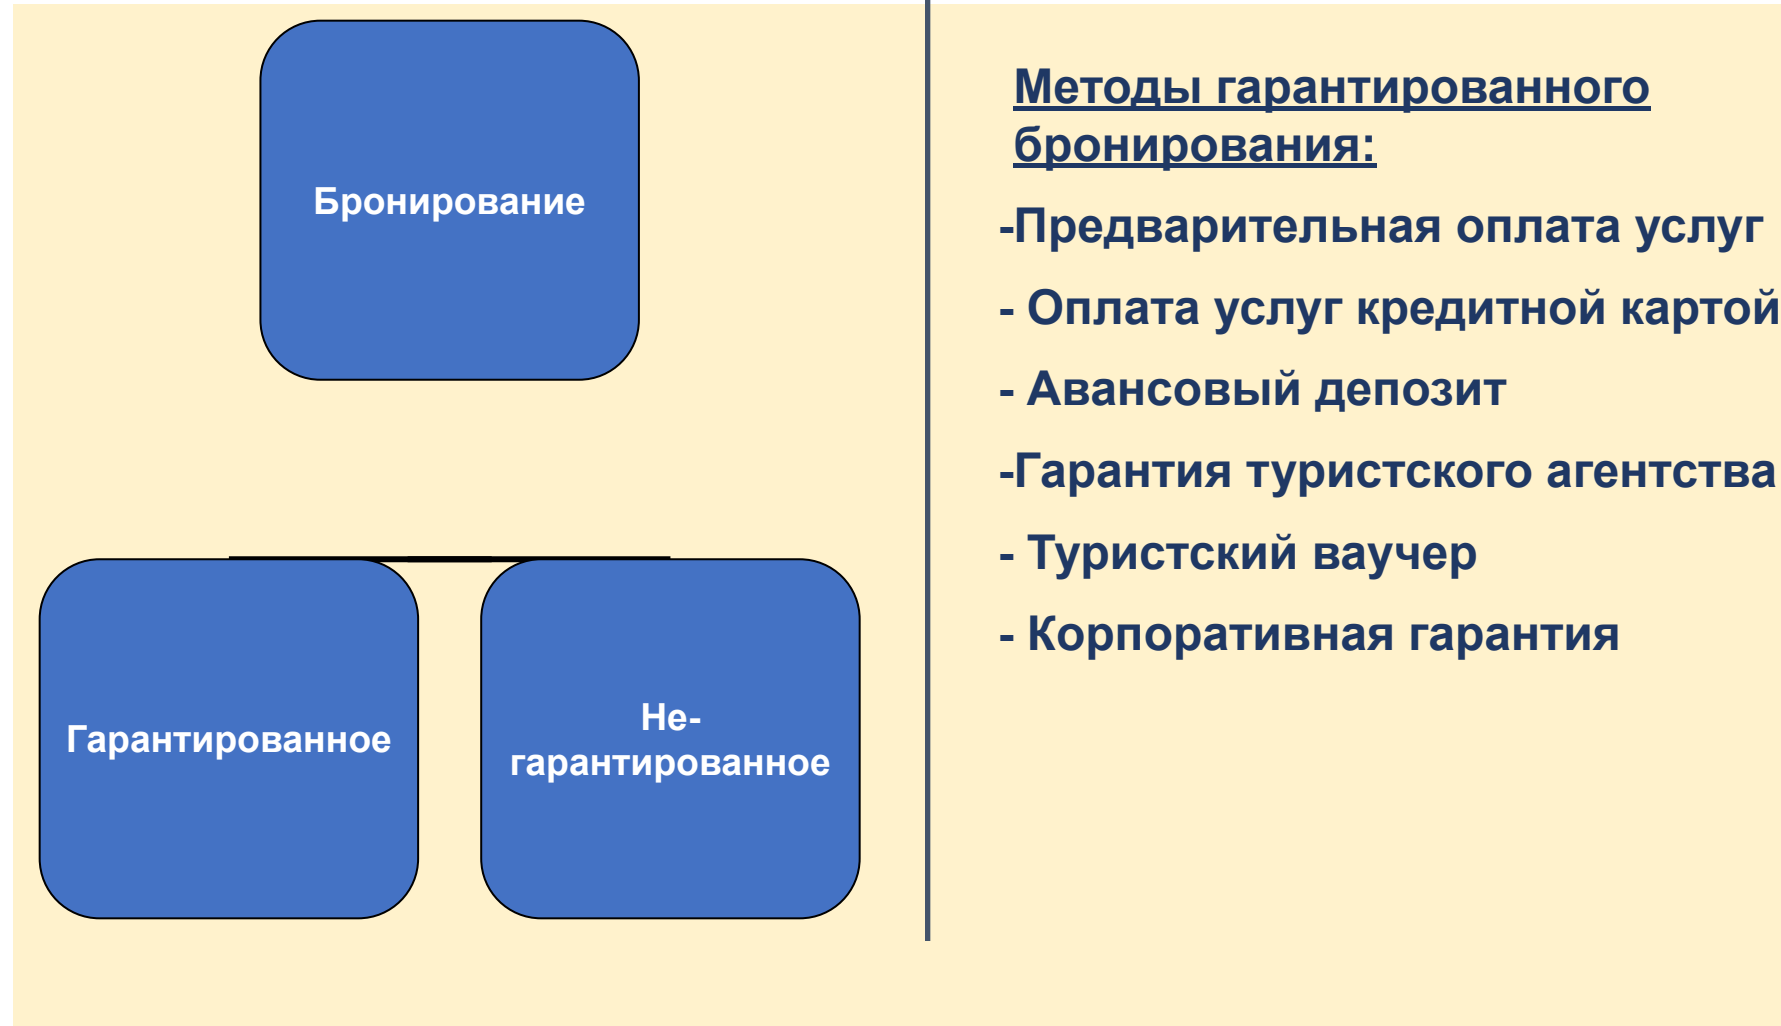 Бронирование
Гарантированное
Не-
гарантированное
Методы гарантированного
бронирования:
-Предварительная оплата услуг
- Оплата услуг кредитной картой
- Авансовый депозит
-Гарантия туристского агентства
- Туристский ваучер
- Корпоративная гарантия